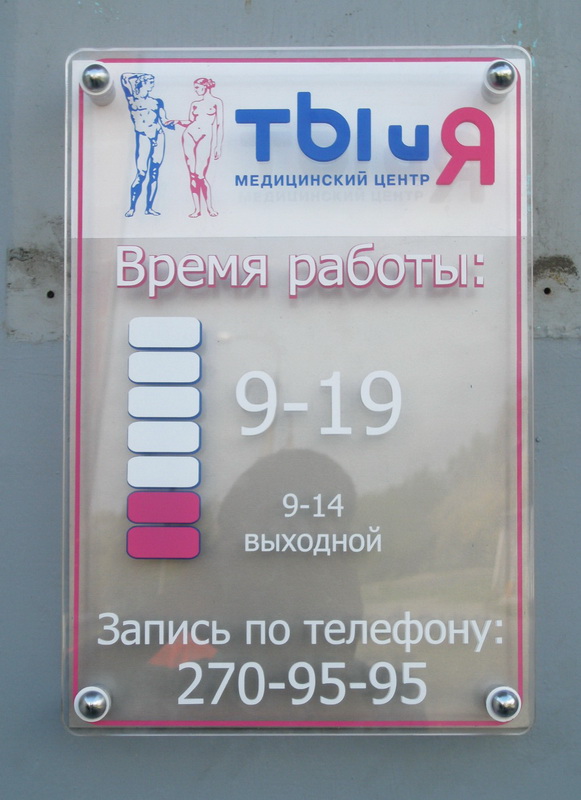 тЫ и Я
МЕДИЦИНСКИЙ ЦЕНТР
Время работы:
9-19
9-14
выходной
Запись по телефону:
270-95-95